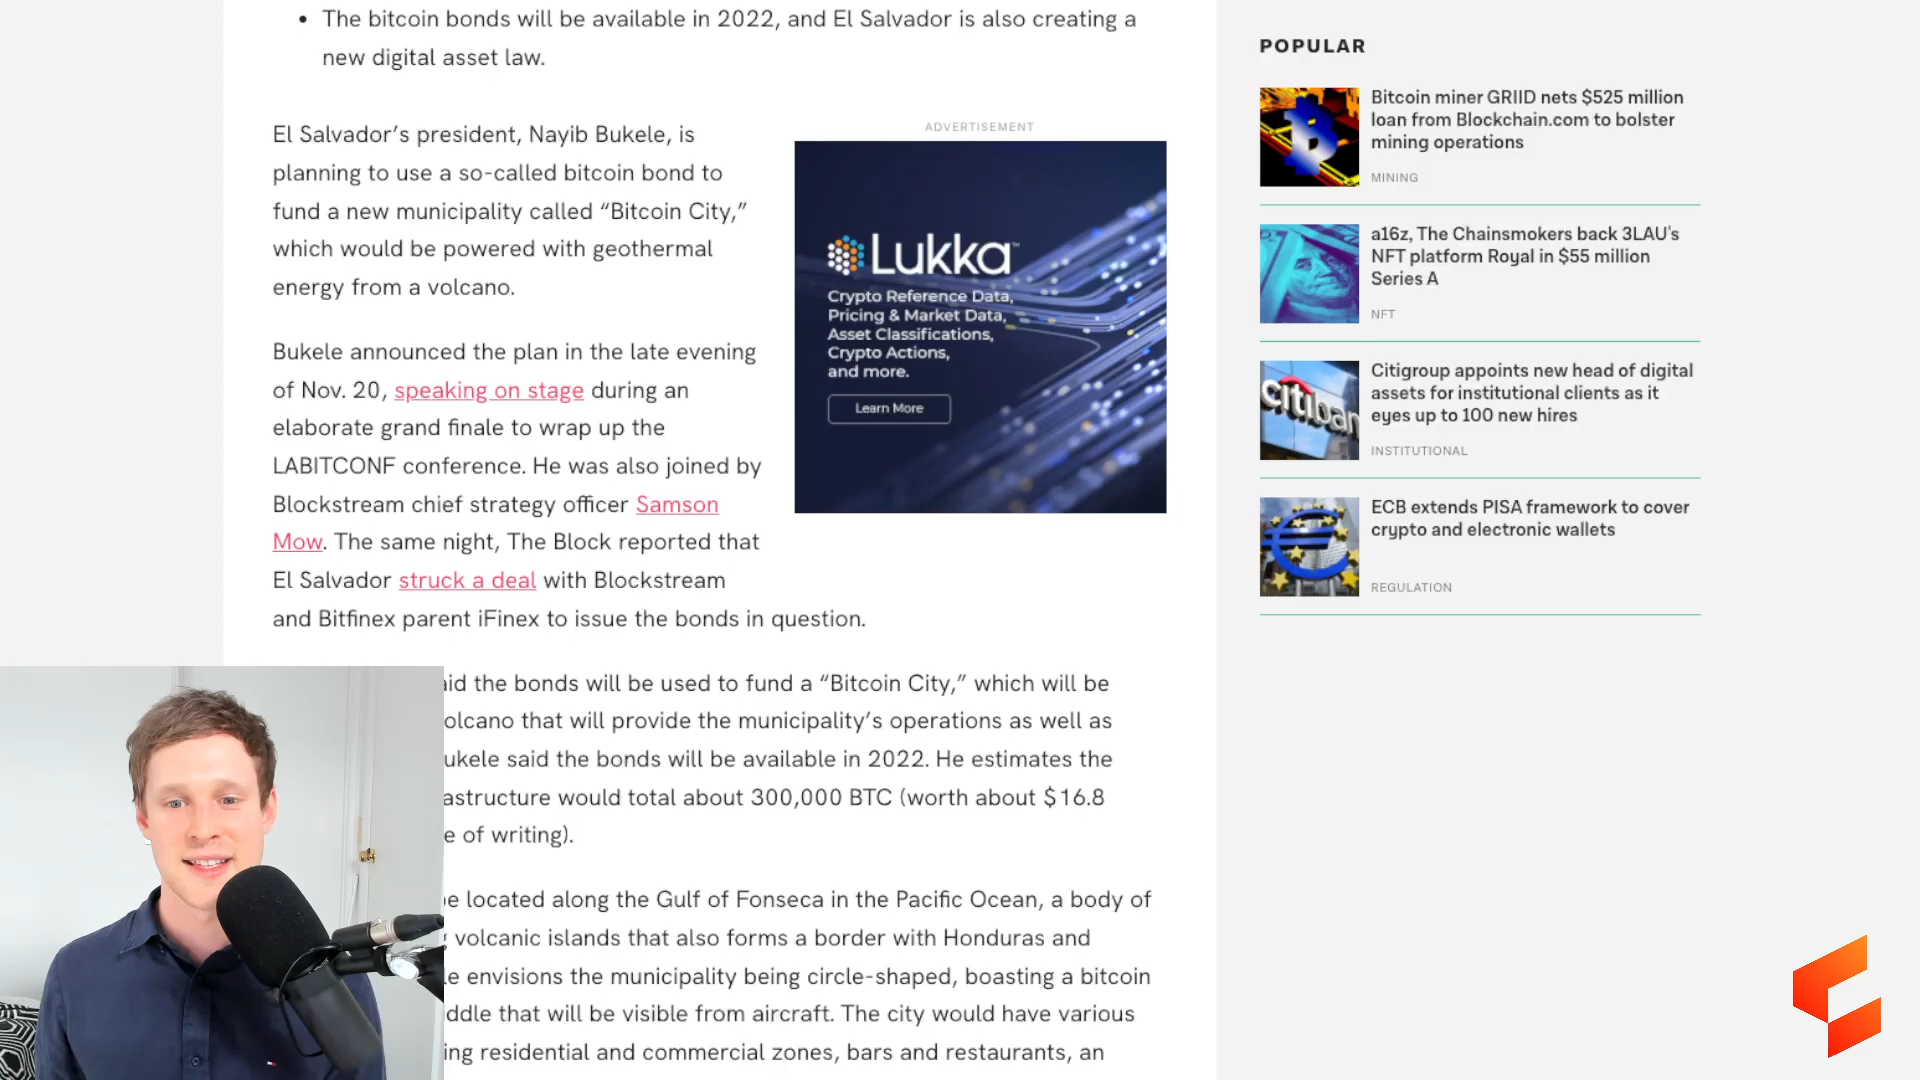 The bitcoin bonds will be available in 2022, and El Salvador is also creating a
new digital asset law.
El Salvador’s president, Nayib Bukele, is
planning to use a so-called bitcoin bond to
fund a new municipality called “Bitcoin City,”
which would be powered with geothermal
energy from a volcano.
Bukele announced the plan in the late evening
of Nov. 20, speaking on stage during an
elaborate grand finale to wrap up the
LABITCONF conference. He was also joined by
Blockstream chief strategy officer Samson
Mow. The same night, The Block reported that
El Salvador struck a deal with Blockstream
and Bitfinex parent iFinex to issue the bonds in question.
the bonds will be used to fund a “Bitcoin City,” which will be
that will provide the municipality’s operations as well as
said the bonds will be available in 2022. He estimates the
would total about 300,000 BTC (worth about $16.8
of writing).
located along the Gulf of Fonseca in the Pacific Ocean, a body of
volcanic islands that also forms a border with Honduras and
envisions the municipality being circle-shaped, boasting a bitcoin
that will be visible from aircraft. The city would have various
residential and commercial zones, bars and restaurants, an
ADVERTISEMENT
Lukka™
Crypto Reference Data,
Pricing & Market Data,
Asset Classifications,
Crypto Actions,
and more.
Learn More
POPULAR
Bitcoin miner GRIID nets $525 million
loan from Blockchain.com to bolster
mining operations
MINING
a16z, The Chainsmokers back 3LAU's
NFT platform Royal in $55 million
Series A
NFT
Citigroup appoints new head of digital
assets for institutional clients as it
eyes up to 100 new hires
INSTITUTIONAL
citiban
ECB extends PISA framework to cover
crypto and electronic wallets
REGULATION